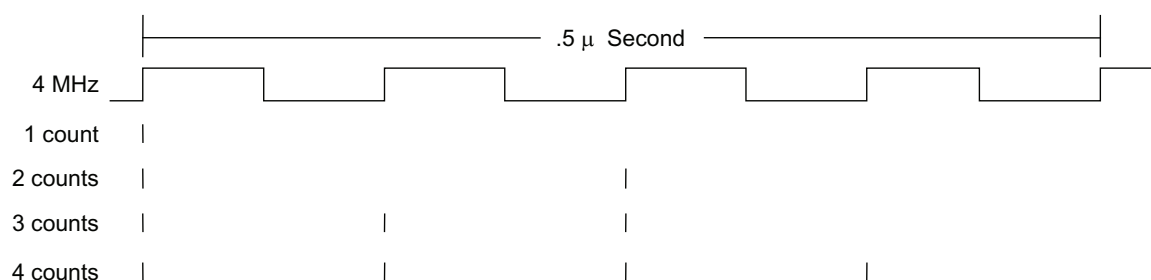 .5 μ Second
4 MHz
1 count
2 counts
3 counts
4 counts